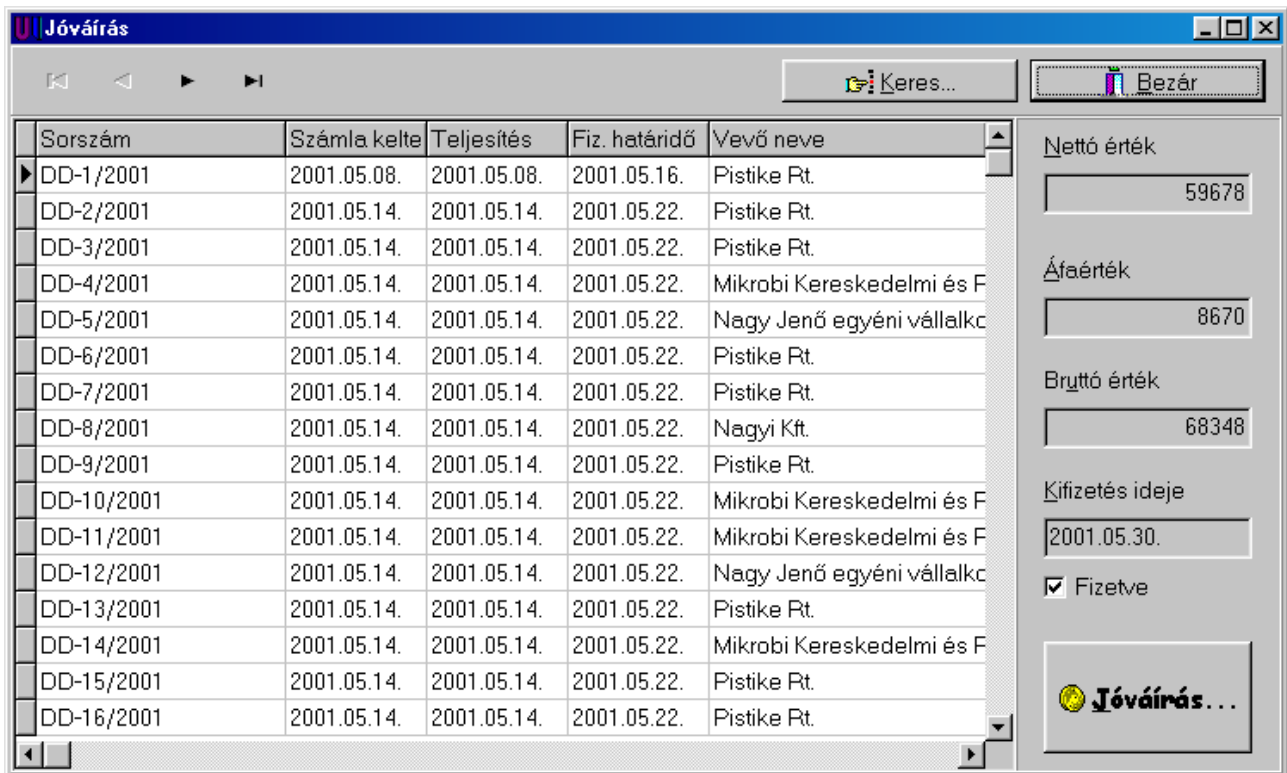 Jóváírás
Keres... Bezár
Sorszám Számla kelte Teljesítés Fiz. határidő Vevő neve
DD-1/2001 2001.05.08. 2001.05.08. 2001.05.16. Pistike Rt.
DD-2/2001 2001.05.14. 2001.05.14. 2001.05.22. Pistike Rt.
DD-3/2001 2001.05.14. 2001.05.14. 2001.05.22. Pistike Rt.
DD-4/2001 2001.05.14. 2001.05.14. 2001.05.22. Mikrobi Kereskedelmi és F
DD-5/2001 2001.05.14. 2001.05.14. 2001.05.22. Nagy Jenő egyéni vállalko
DD-6/2001 2001.05.14. 2001.05.14. 2001.05.22. Pistike Rt.
DD-7/2001 2001.05.14. 2001.05.14. 2001.05.22. Pistike Rt.
DD-8/2001 2001.05.14. 2001.05.14. 2001.05.22. Nagyi Kft.
DD-9/2001 2001.05.14. 2001.05.14. 2001.05.22. Pistike Rt.
DD-10/2001 2001.05.14. 2001.05.14. 2001.05.22. Mikrobi Kereskedelmi és F
DD-11/2001 2001.05.14. 2001.05.14. 2001.05.22. Mikrobi Kereskedelmi és F
DD-12/2001 2001.05.14. 2001.05.14. 2001.05.22. Nagy Jenő egyéni vállalko
DD-13/2001 2001.05.14. 2001.05.14. 2001.05.22. Pistike Rt.
DD-14/2001 2001.05.14. 2001.05.14. 2001.05.22. Mikrobi Kereskedelmi és F
DD-15/2001 2001.05.14. 2001.05.14. 2001.05.22. Pistike Rt.
DD-16/2001 2001.05.14. 2001.05.14. 2001.05.22. Pistike Rt.
Nettó érték
59678
Áfaérték
8670
Bruttó érték
68348
Kifizetés ideje
2001.05.30.
Fizetve
Jóváírás...